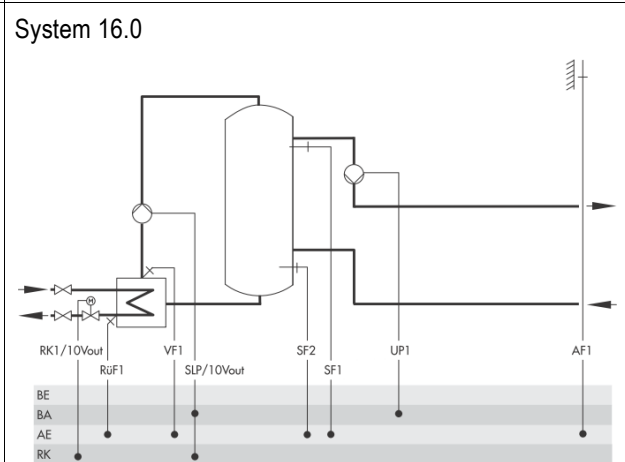 System 16.0
M
RK1/10Vout VF1 SF2 UP1 AF1
RüF1 SLP/10Vout SF1
BE
BA
AE
RK